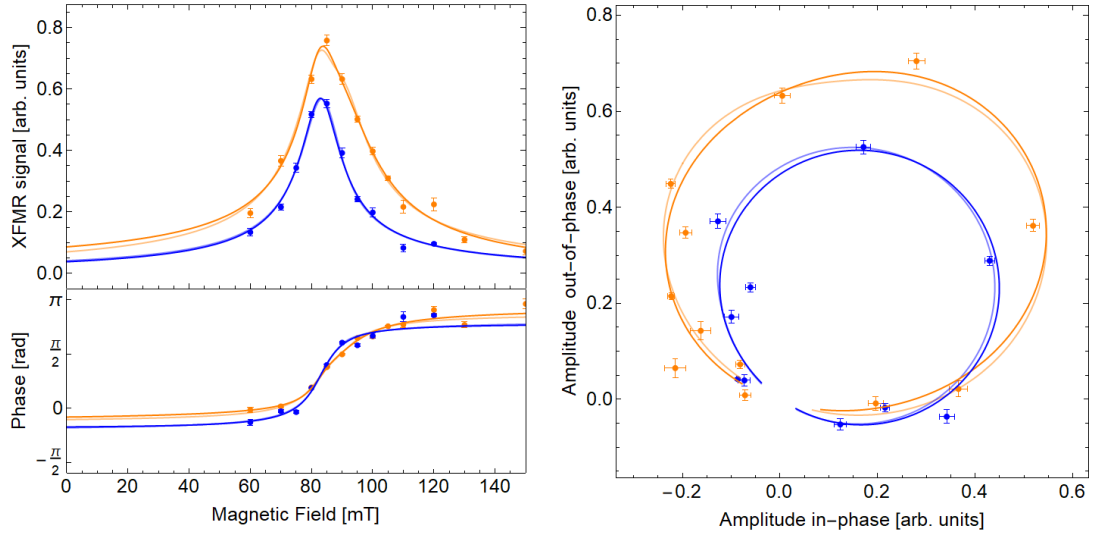 XFMR signal [arb. units]
0.8
0.6
0.4
0.2
0.0
Phase [rad]
π
π/2
0
−π/2
0 20 40 60 80 100 120 140
Magnetic Field [mT]
Amplitude out-of-phase [arb. units]
0.8
0.6
0.4
0.2
0.0
−0.2 0.0 0.2 0.4 0.6
Amplitude in-phase [arb. units]